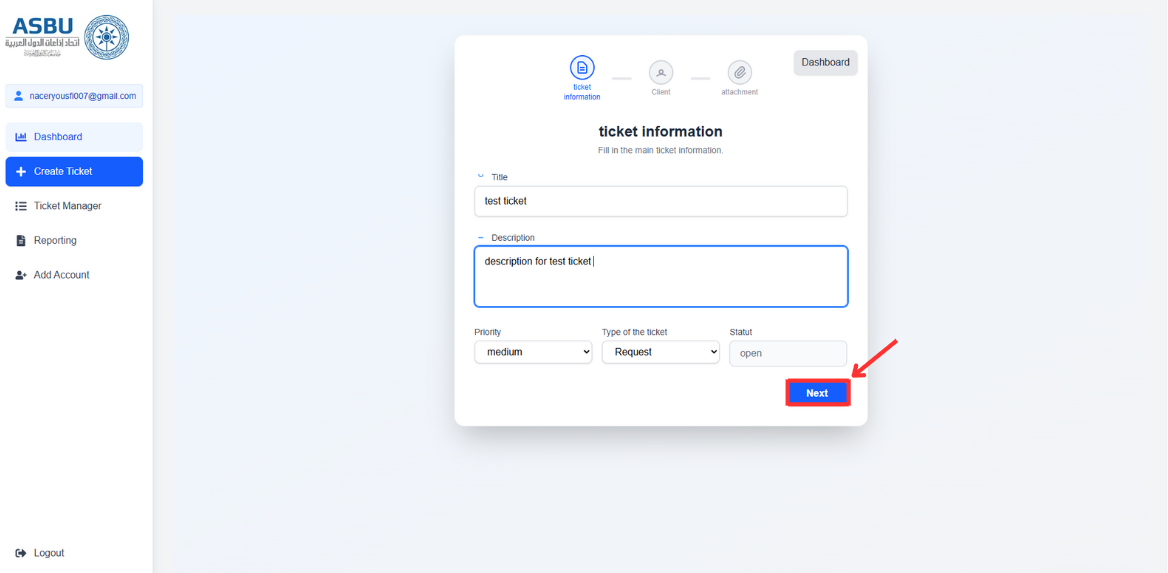 ASBU
اتحاد إذاعات الدول العربية
naceryousfi007@gmail.com
Dashboard
Create Ticket
Ticket Manager
Reporting
Add Account
Logout
Dashboard
ticket
information
Client
attachment
ticket information
Fill in the main ticket information.
Title
test ticket
Description
description for test ticket
Priority
Type of the ticket
Statut
medium
Request
open
Next